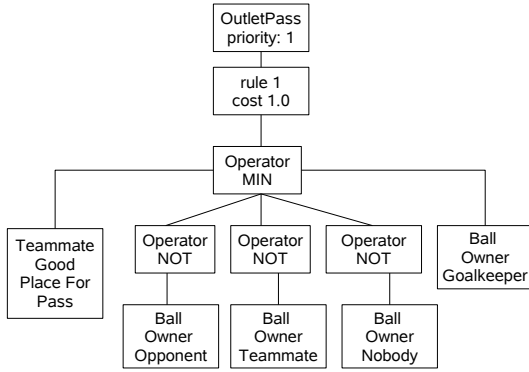 OutletPass
priority: 1
rule 1
cost 1.0
Operator
MIN
Teammate
Good
Place For
Pass
Operator
NOT
Operator
NOT
Operator
NOT
Ball
Owner
Goalkeeper
Ball
Owner
Opponent
Ball
Owner
Teammate
Ball
Owner
Nobody